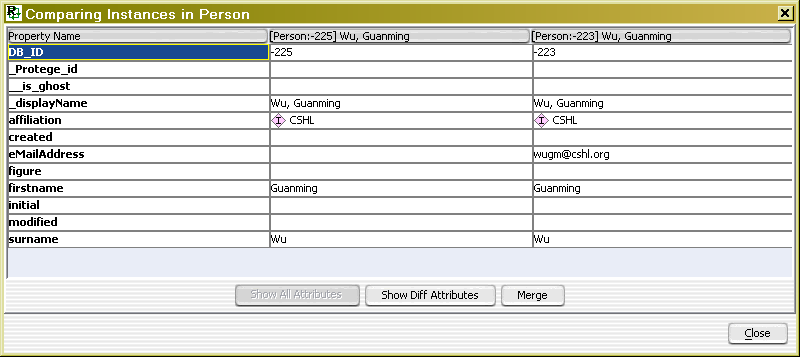 Comparing Instances in Person
Property Name [Person:-225] Wu, Guanming [Person:-223] Wu, Guanming
DB_ID -225 -223
_Protege_id
__is_ghost
_displayName Wu, Guanming Wu, Guanming
affiliation I CSHL I CSHL
created
eMailAddress wugm@cshl.org
figure
firstname Guanming Guanming
initial
modified
surname Wu Wu
Show All Attributes Show Diff Attributes Merge
Close